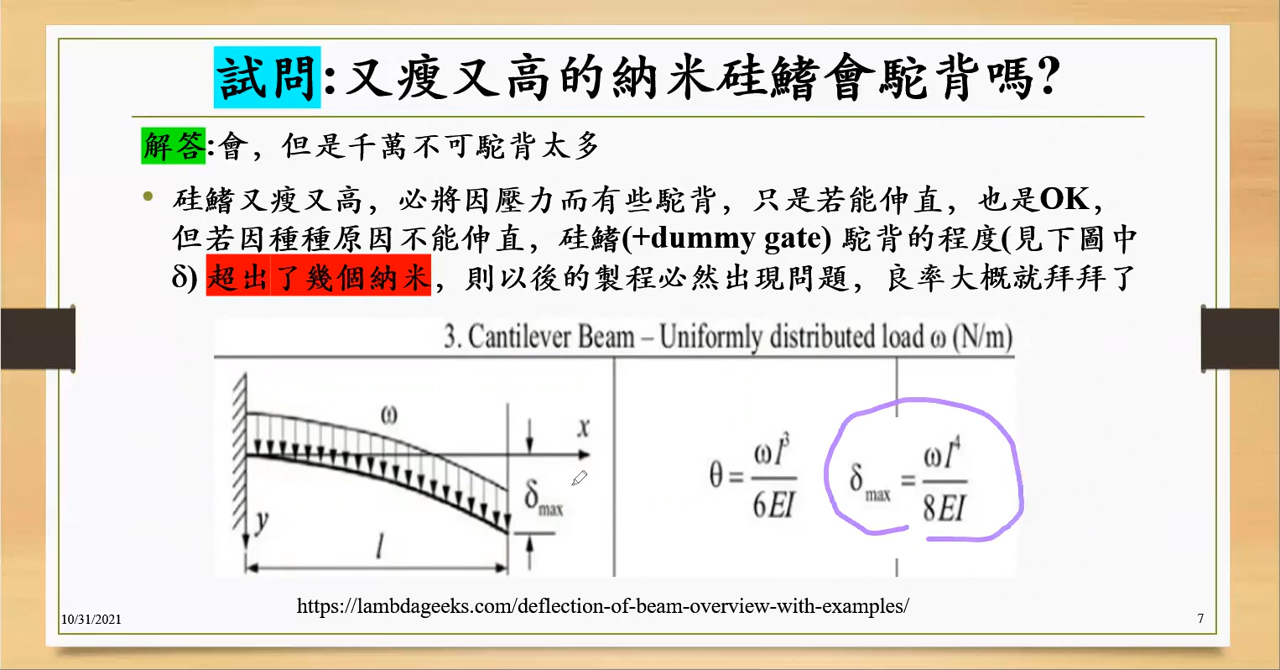 試問:又瘦又高的納米硅鰭會駝背嗎?
解答:會，但是千萬不可駝背太多
• 硅鰭又瘦又高，必將因壓力而有些駝背，只是若能伸直，也是OK，
但若因種種原因不能伸直，硅鰭(+dummy gate) 駝背的程度(見下圖中
δ) 超出了幾個納米，則以後的製程必然出現問題，良率大概就拜拜了
3. Cantilever Beam – Uniformly distributed load ω (N/m)
ω
x
δmax
y
l
θ = ωl³/6EI
δmax = ωl⁴/8EI
https://lambdageeks.com/deflection-of-beam-overview-with-examples/
10/31/2021
7